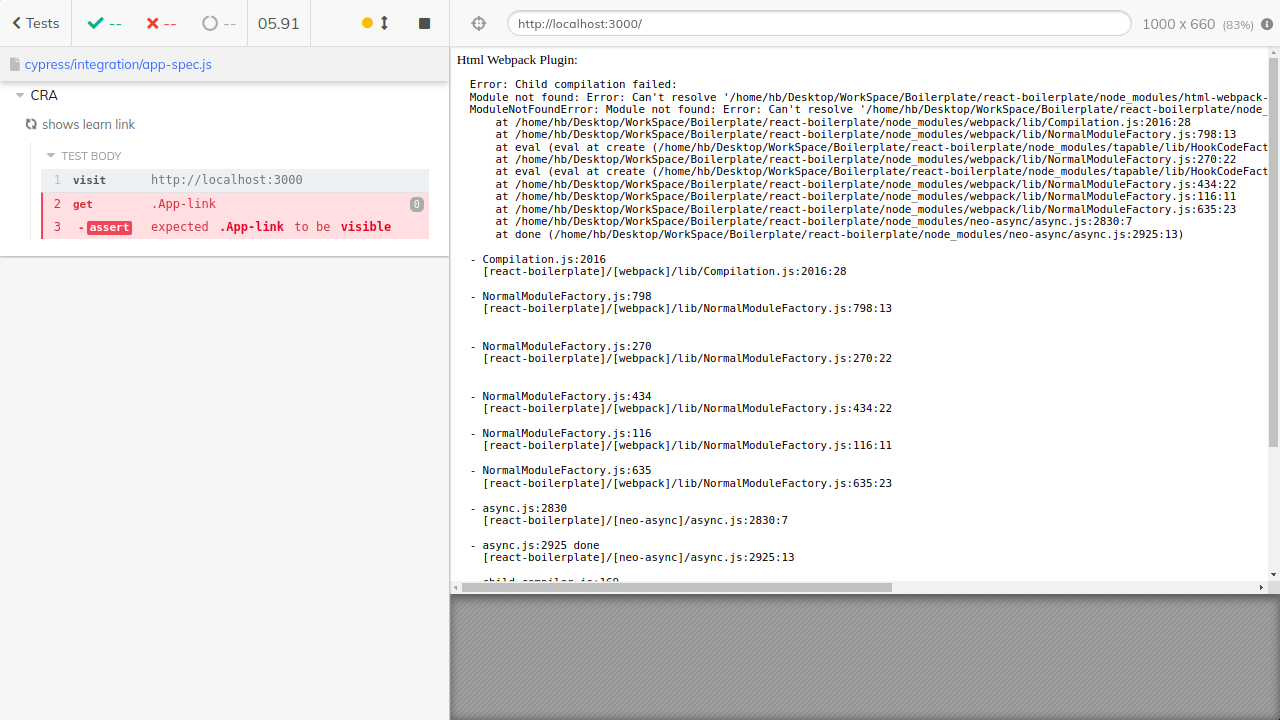 Tests
--
--
--
05.91
http://localhost:3000/
1000 x 660 (83%)
cypress/integration/app-spec.js
CRA
shows learn link
TEST BODY
1 visit http://localhost:3000
2 get .App-link 0
3 -assert expected .App-link to be visible
Html Webpack Plugin:
Error: Child compilation failed:
Module not found: Error: Can't resolve '/home/hb/Desktop/WorkSpace/Boilerplate/react-boilerplate/node_modules/html-webpack-
ModuleNotFoundError: Module not found: Error: Can't resolve '/home/hb/Desktop/WorkSpace/Boilerplate/react-boilerplate/node_
at /home/hb/Desktop/WorkSpace/Boilerplate/react-boilerplate/node_modules/webpack/lib/Compilation.js:2016:28
at /home/hb/Desktop/WorkSpace/Boilerplate/react-boilerplate/node_modules/webpack/lib/NormalModuleFactory.js:798:13
at eval (eval at create (/home/hb/Desktop/WorkSpace/Boilerplate/react-boilerplate/node_modules/tapable/lib/HookCodeFact
at /home/hb/Desktop/WorkSpace/Boilerplate/react-boilerplate/node_modules/webpack/lib/NormalModuleFactory.js:270:22
at eval (eval at create (/home/hb/Desktop/WorkSpace/Boilerplate/react-boilerplate/node_modules/tapable/lib/HookCodeFact
at /home/hb/Desktop/WorkSpace/Boilerplate/react-boilerplate/node_modules/webpack/lib/NormalModuleFactory.js:434:22
at /home/hb/Desktop/WorkSpace/Boilerplate/react-boilerplate/node_modules/webpack/lib/NormalModuleFactory.js:116:11
at /home/hb/Desktop/WorkSpace/Boilerplate/react-boilerplate/node_modules/webpack/lib/NormalModuleFactory.js:635:23
at /home/hb/Desktop/WorkSpace/Boilerplate/react-boilerplate/node_modules/neo-async/async.js:2830:7
at done (/home/hb/Desktop/WorkSpace/Boilerplate/react-boilerplate/node_modules/neo-async/async.js:2925:13)
- Compilation.js:2016
[react-boilerplate]/[webpack]/lib/Compilation.js:2016:28
- NormalModuleFactory.js:798
[react-boilerplate]/[webpack]/lib/NormalModuleFactory.js:798:13
- NormalModuleFactory.js:270
[react-boilerplate]/[webpack]/lib/NormalModuleFactory.js:270:22
- NormalModuleFactory.js:434
[react-boilerplate]/[webpack]/lib/NormalModuleFactory.js:434:22
- NormalModuleFactory.js:116
[react-boilerplate]/[webpack]/lib/NormalModuleFactory.js:116:11
- NormalModuleFactory.js:635
[react-boilerplate]/[webpack]/lib/NormalModuleFactory.js:635:23
- async.js:2830
[react-boilerplate]/[neo-async]/async.js:2830:7
- async.js:2925 done
[react-boilerplate]/[neo-async]/async.js:2925:13